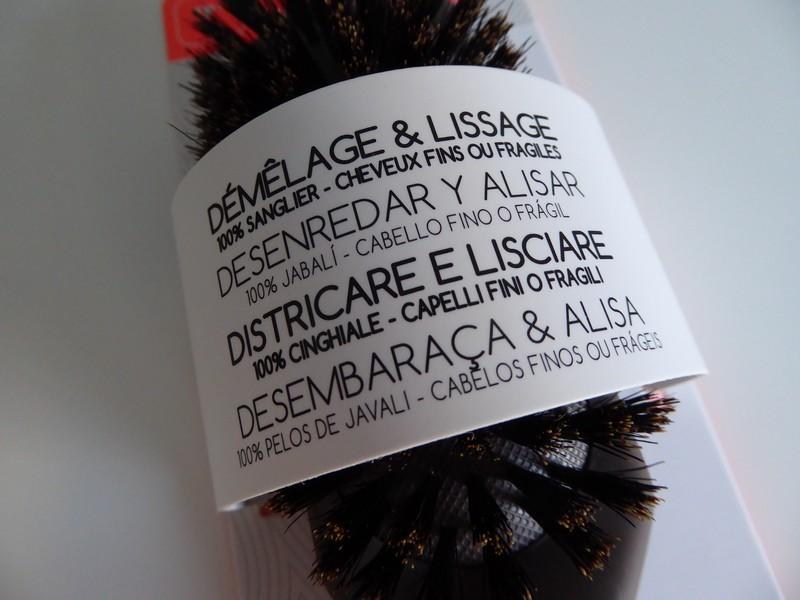 DÉMÊLAGE & LISSAGE
100% SANGLIER - CHEVEUX FINS OU FRAGILES
DESENREDAR Y ALISAR
100% JABALÍ - CABELLO FINO O FRÁGIL
DISTRICARE E LISCIARE
100% CINGHIALE - CAPELLI FINI O FRAGILI
DESEMBARAÇA & ALISA
100% PELOS DE JAVALI - CABELOS FINOS OU FRÁGEIS